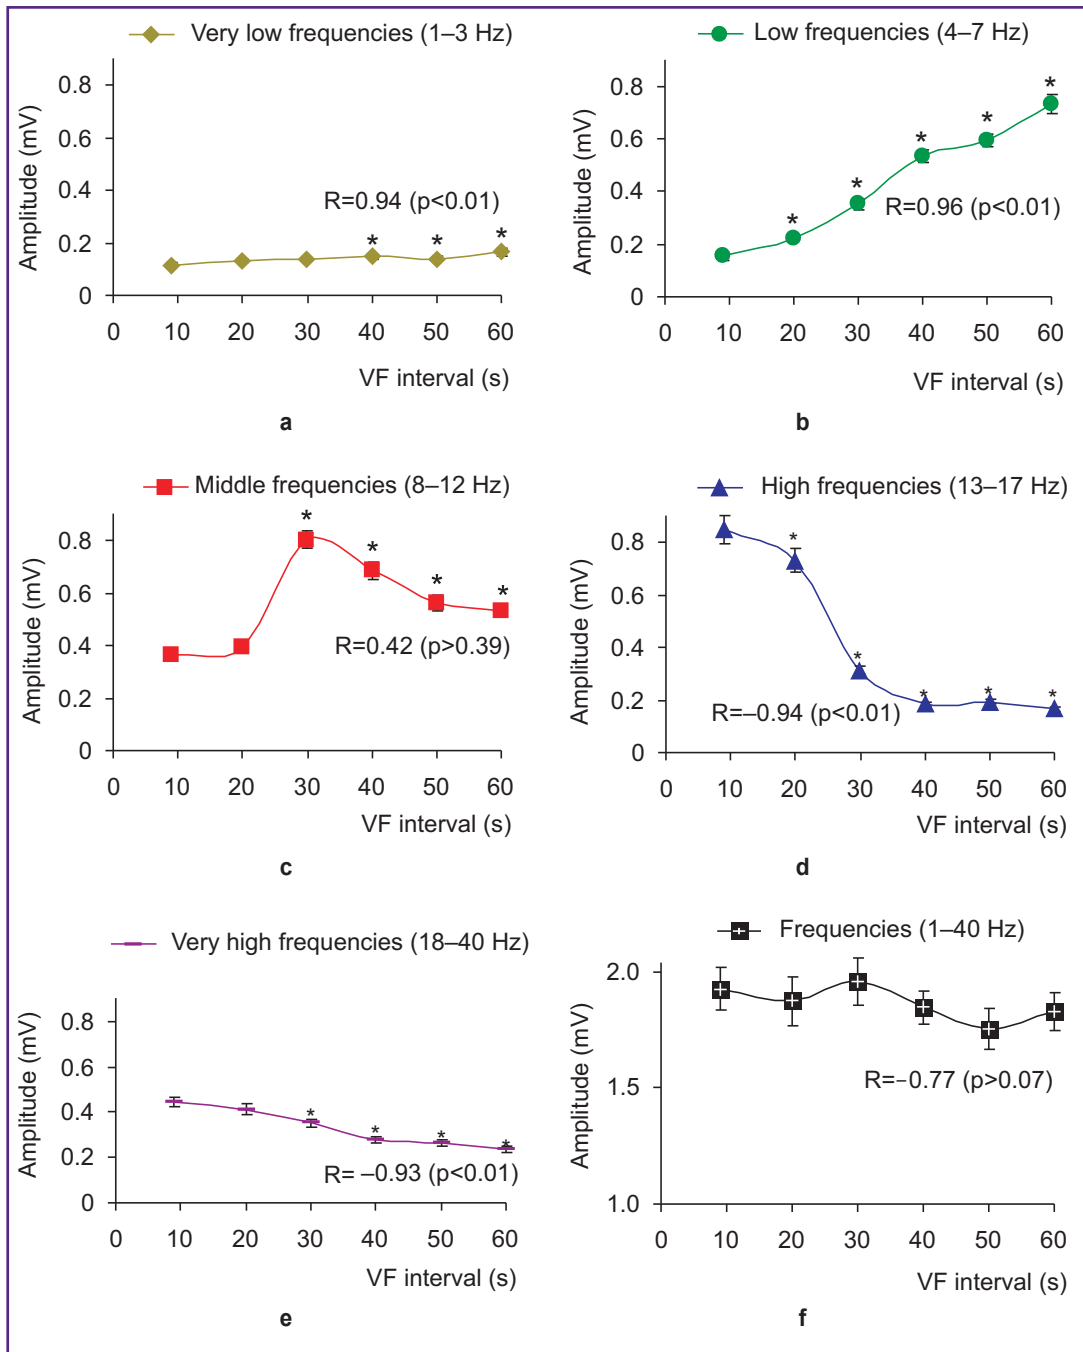 Very low frequencies (1–3 Hz)
Amplitude (mV)
0.8
0.6
0.4
0.2
0
R=0.94 (p<0.01)
* * *
0 10 20 30 40 50 60
VF interval (s)
a
Low frequencies (4–7 Hz)
Amplitude (mV)
0.8
0.6
0.4
0.2
0
* * * * *
R=0.96 (p<0.01)
0 10 20 30 40 50 60
VF interval (s)
b
Middle frequencies (8–12 Hz)
Amplitude (mV)
0.8
0.6
0.4
0.2
0
* * * *
R=0.42 (p>0.39)
0 10 20 30 40 50 60
VF interval (s)
c
High frequencies (13–17 Hz)
Amplitude (mV)
0.8
0.6
0.4
0.2
0
* * * * *
R=–0.94 (p<0.01)
0 10 20 30 40 50 60
VF interval (s)
d
Very high frequencies (18–40 Hz)
Amplitude (mV)
0.8
0.6
0.4
0.2
0
* * * *
R= –0.93 (p<0.01)
0 10 20 30 40 50 60
VF interval (s)
e
Frequencies (1–40 Hz)
Amplitude (mV)
2.0
1.5
1.0
R=–0.77 (p>0.07)
0 10 20 30 40 50 60
VF interval (s)
f